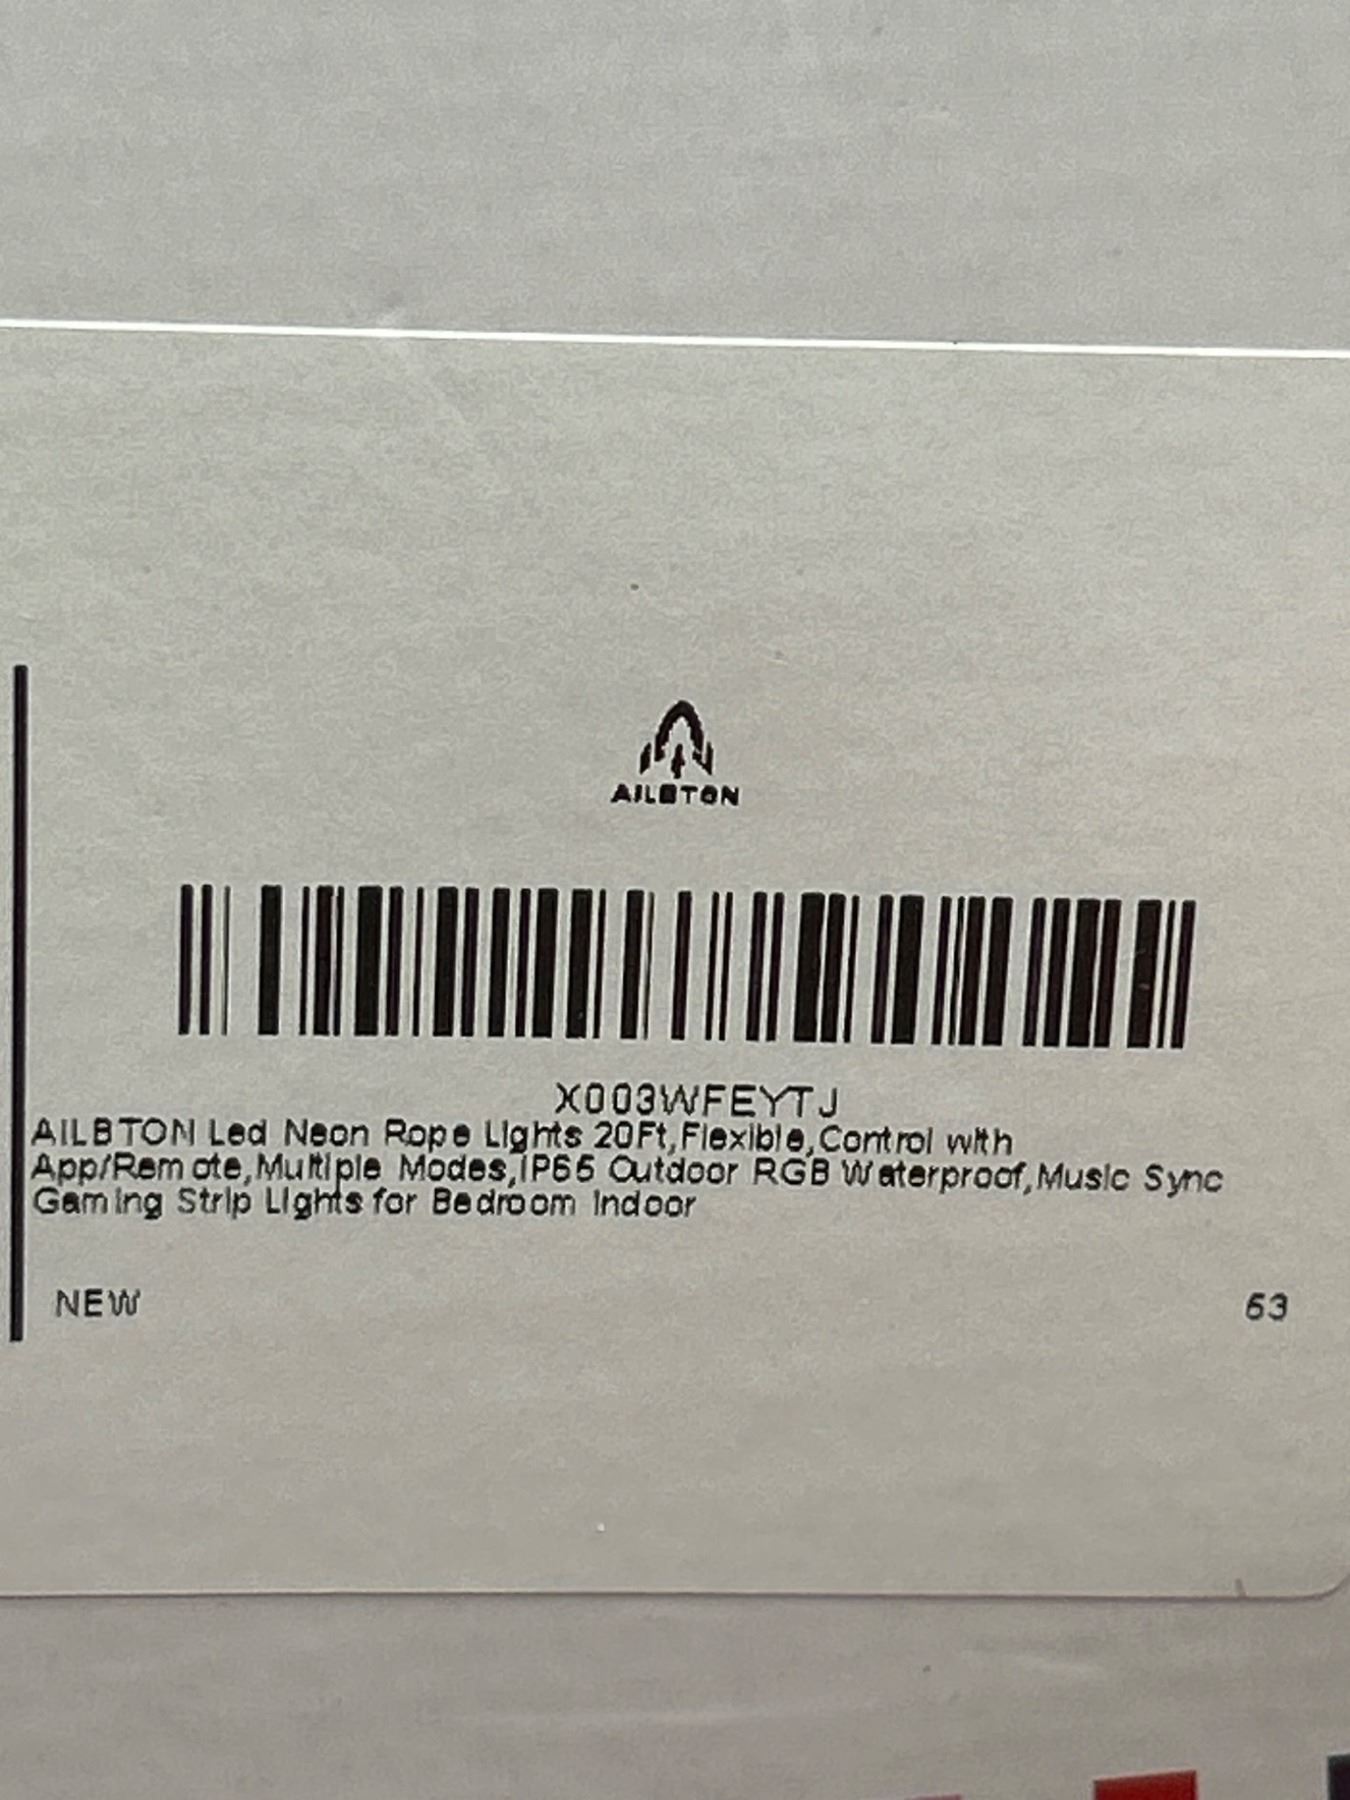 AILBTON
X003WFEYTJ
AILBTON Led Neon Rope Lights 20Ft,Flexible,Control with
App/Remote,Multiple Modes,IP65 Outdoor RGB Waterproof,Music Sync
Gaming Strip Lights for Bedroom Indoor
NEW
63